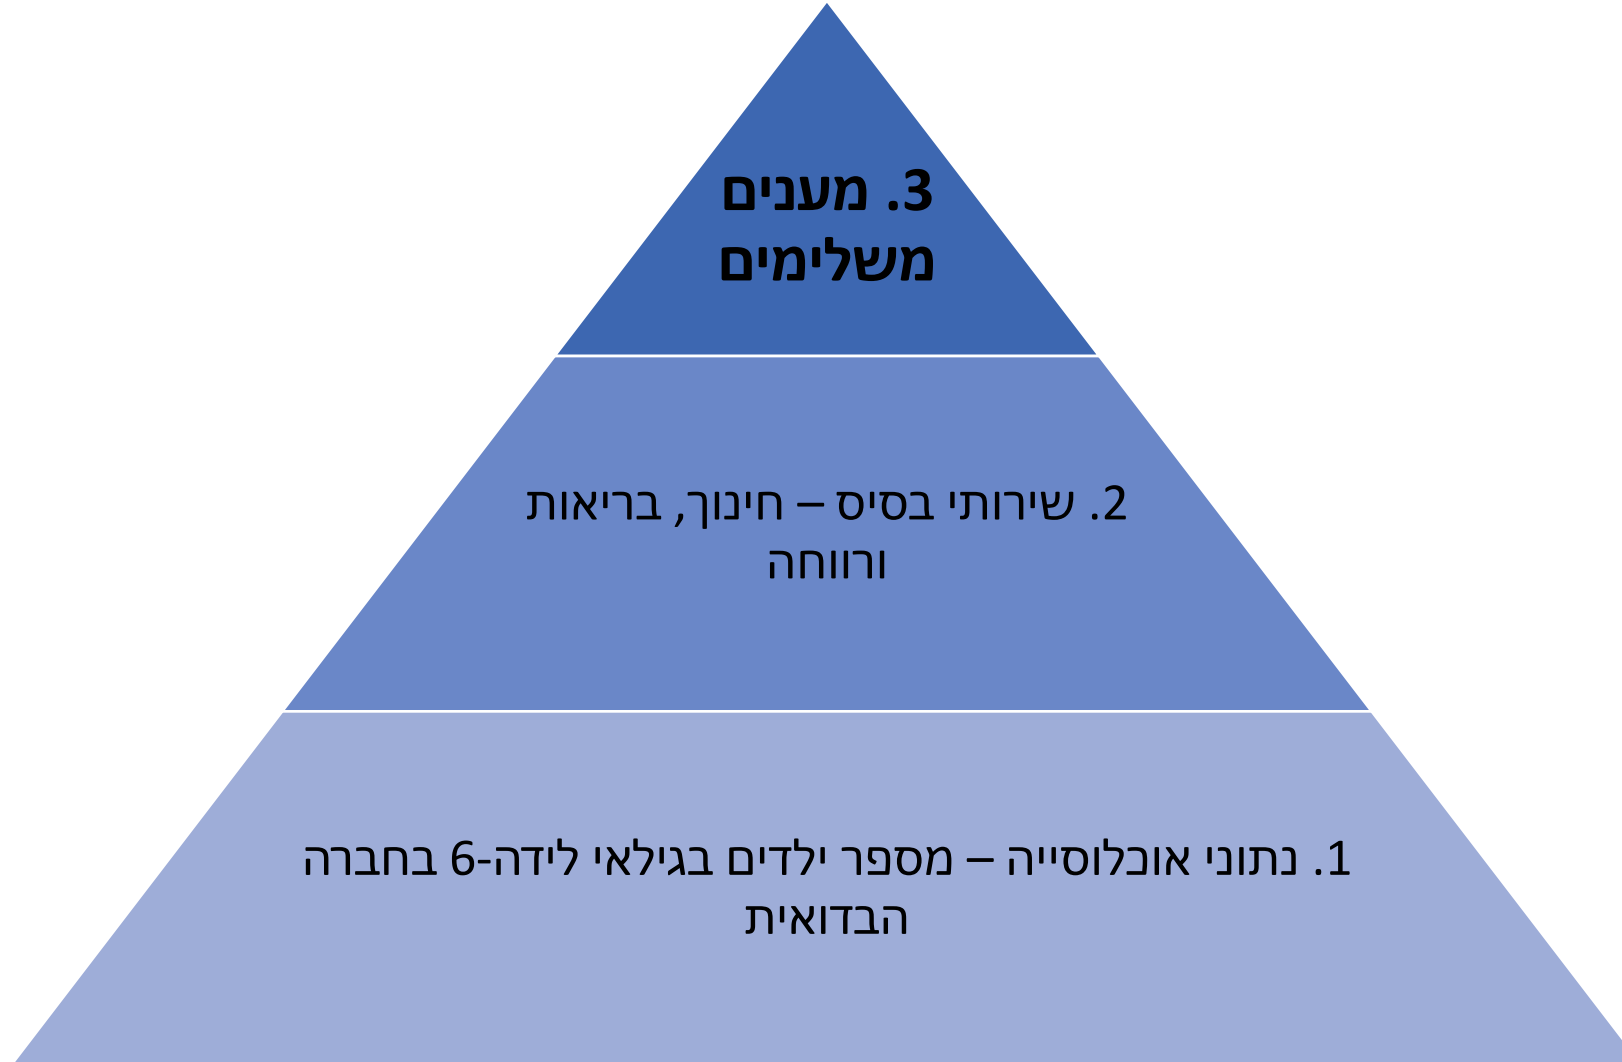 3. מענים
משלימים
2. שירותי בסיס – חינוך, בריאות
ורווחה
1. נתוני אוכלוסייה – מספר ילדים בגילאי לידה-6 בחברה
הבדואית